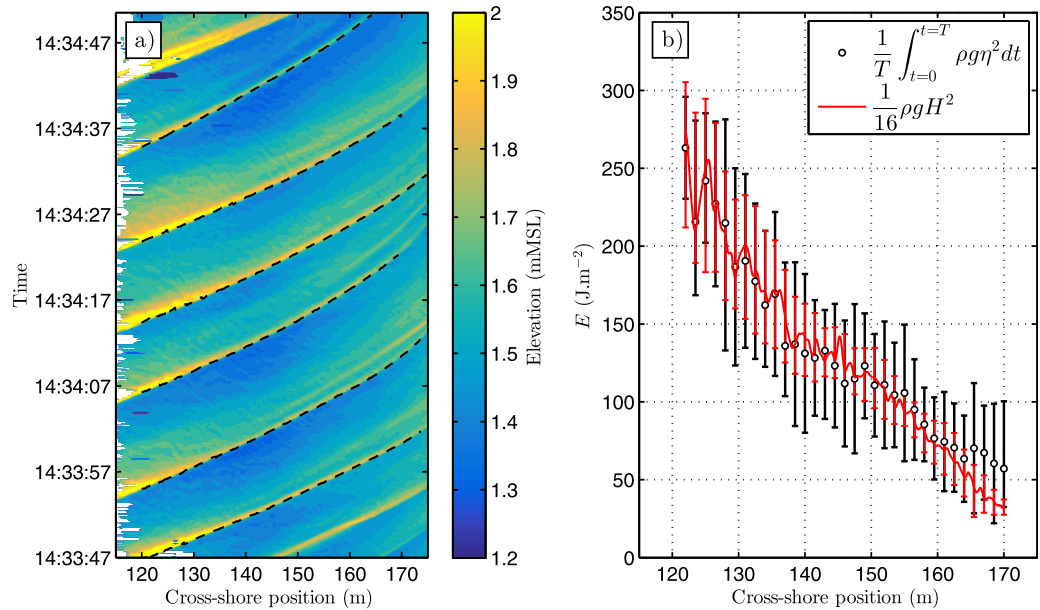 a)
14:34:47
14:34:37
14:34:27
14:34:17
14:34:07
14:33:57
14:33:47
Time
120 130 140 150 160 170
Cross-shore position (m)
2
1.9
1.8
1.7
1.6
1.5
1.4
1.3
1.2
Elevation (mMSL)
b)
1/T ∫_{t=0}^{t=T} ρgη² dt
1/16 ρgH²
350
300
250
200
150
100
50
0
E (J.m⁻²)
120 130 140 150 160 170
Cross-shore position (m)